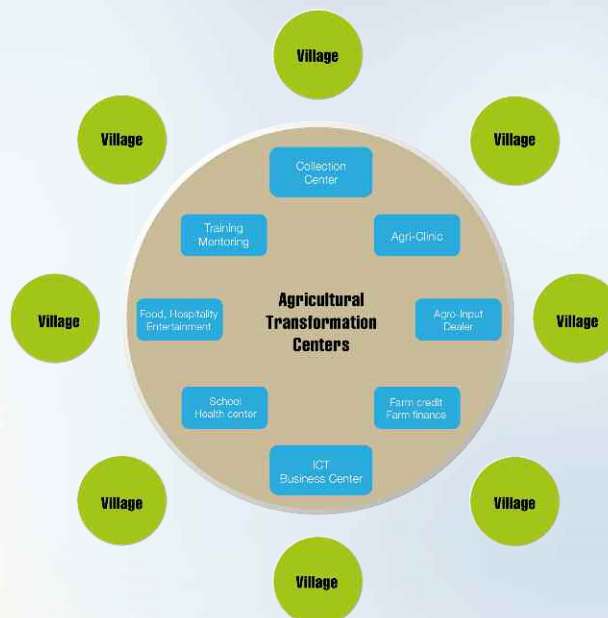 Village
Village
Village
Collection
Center
Training
Montoring
Agri-Clinic
Village
Food, Hospitality
Entertainment
Agricultural
Transformation
Centers
Agro-Input
Dealer
Village
School
Health center
Farm credit
Farm finance
ICT
Business Center
Village
Village
Village